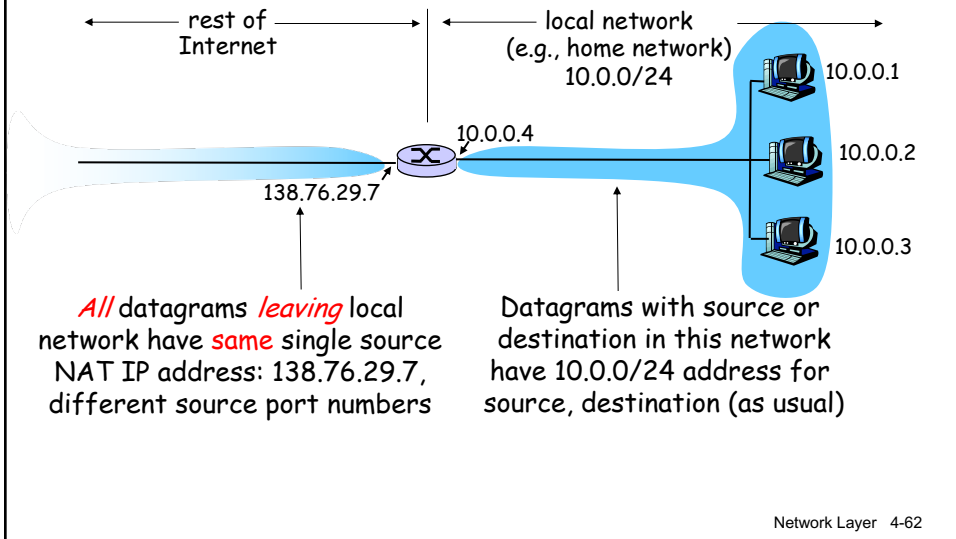 rest of
Internet
local network
(e.g., home network)
10.0.0/24
10.0.0.1
10.0.0.4
10.0.0.2
138.76.29.7
10.0.0.3
All datagrams leaving local
network have same single source
NAT IP address: 138.76.29.7,
different source port numbers
Datagrams with source or
destination in this network
have 10.0.0/24 address for
source, destination (as usual)
Network Layer 4-62